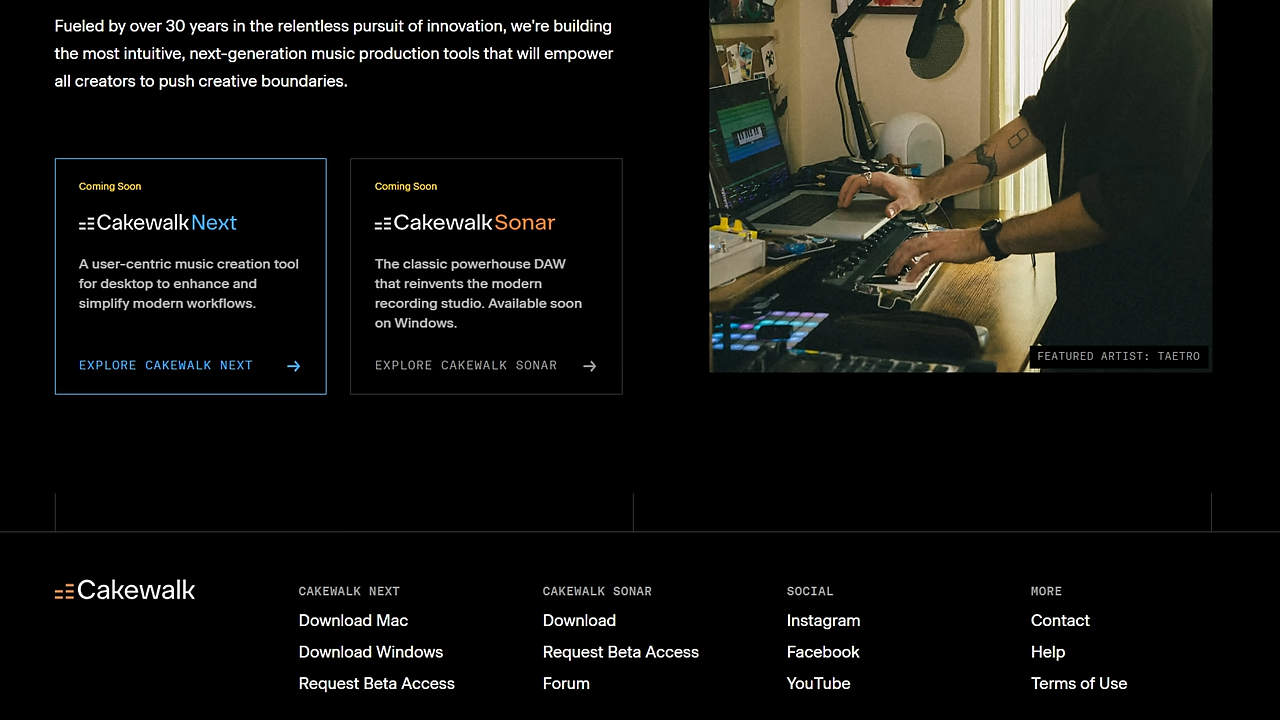 Fueled by over 30 years in the relentless pursuit of innovation, we're building
the most intuitive, next-generation music production tools that will empower
all creators to push creative boundaries.
Coming Soon
CakewalkNext
A user-centric music creation tool
for desktop to enhance and
simplify modern workflows.
EXPLORE CAKEWALK NEXT
Coming Soon
CakewalkSonar
The classic powerhouse DAW
that reinvents the modern
recording studio. Available soon
on Windows.
EXPLORE CAKEWALK SONAR
FEATURED ARTIST: TAETRO
Cakewalk
CAKEWALK NEXT
Download Mac
Download Windows
Request Beta Access
CAKEWALK SONAR
Download
Request Beta Access
Forum
SOCIAL
Instagram
Facebook
YouTube
MORE
Contact
Help
Terms of Use